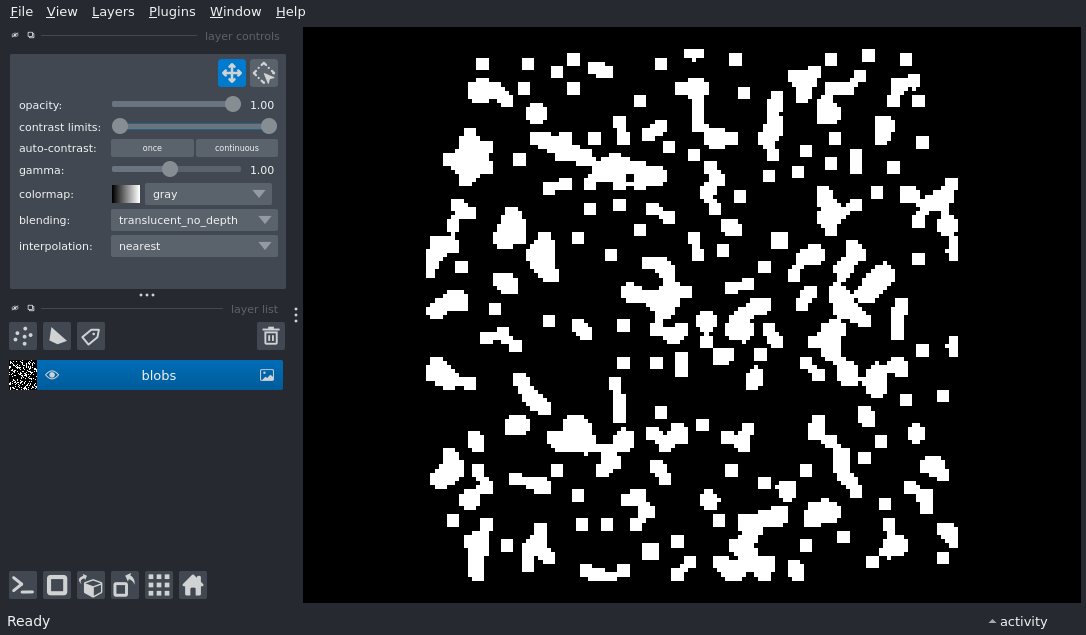 File View Layers Plugins Window Help
layer controls
opacity: 1.00
contrast limits:
auto-contrast: once continuous
gamma: 1.00
colormap: gray
blending: translucent_no_depth
interpolation: nearest
layer list
blobs
Ready
activity